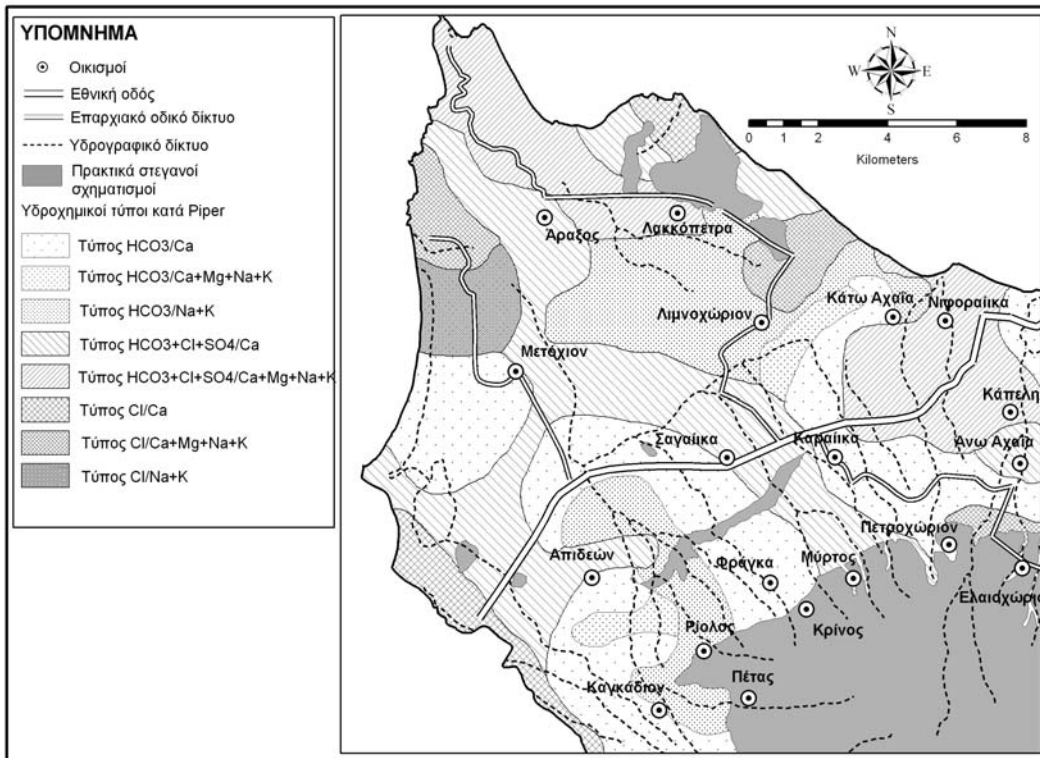 ΥΠΟΜΝΗΜΑ
Οικισμοί
Εθνική οδός
Επαρχιακό οδικό δίκτυο
Υδρογραφικό δίκτυο
Πρακτικά στεγανοί
σχηματισμοί
Υδροχημικοί τύποι κατά Piper
Τύπος HCO3/Ca
Τύπος HCO3/Ca+Mg+Na+K
Τύπος HCO3/Na+K
Τύπος HCO3+Cl+SO4/Ca
Τύπος HCO3+Cl+SO4/Ca+Mg+Na+K
Τύπος Cl/Ca
Τύπος Cl/Ca+Mg+Na+K
Τύπος Cl/Na+K
N
W E
S
0 1 2 4 6 8
Kilometers
Άραξος
Λακκόπετρα
Λιμνοχώριον
Κάτω Αχαΐα
Νιφοραίικα
Μετόχιον
Κάπελη
Σαγαίικα
Καραίικα
Άνω Αχαΐα
Πετροχώριον
Απιδεών
Φράγκα
Μύρτος
Ελαιοχώριο
Κρίνος
Ρίολος
Πέτας
Καγκάδιον